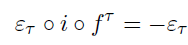 ε_τ ∘ i ∘ f^τ = −ε_τ